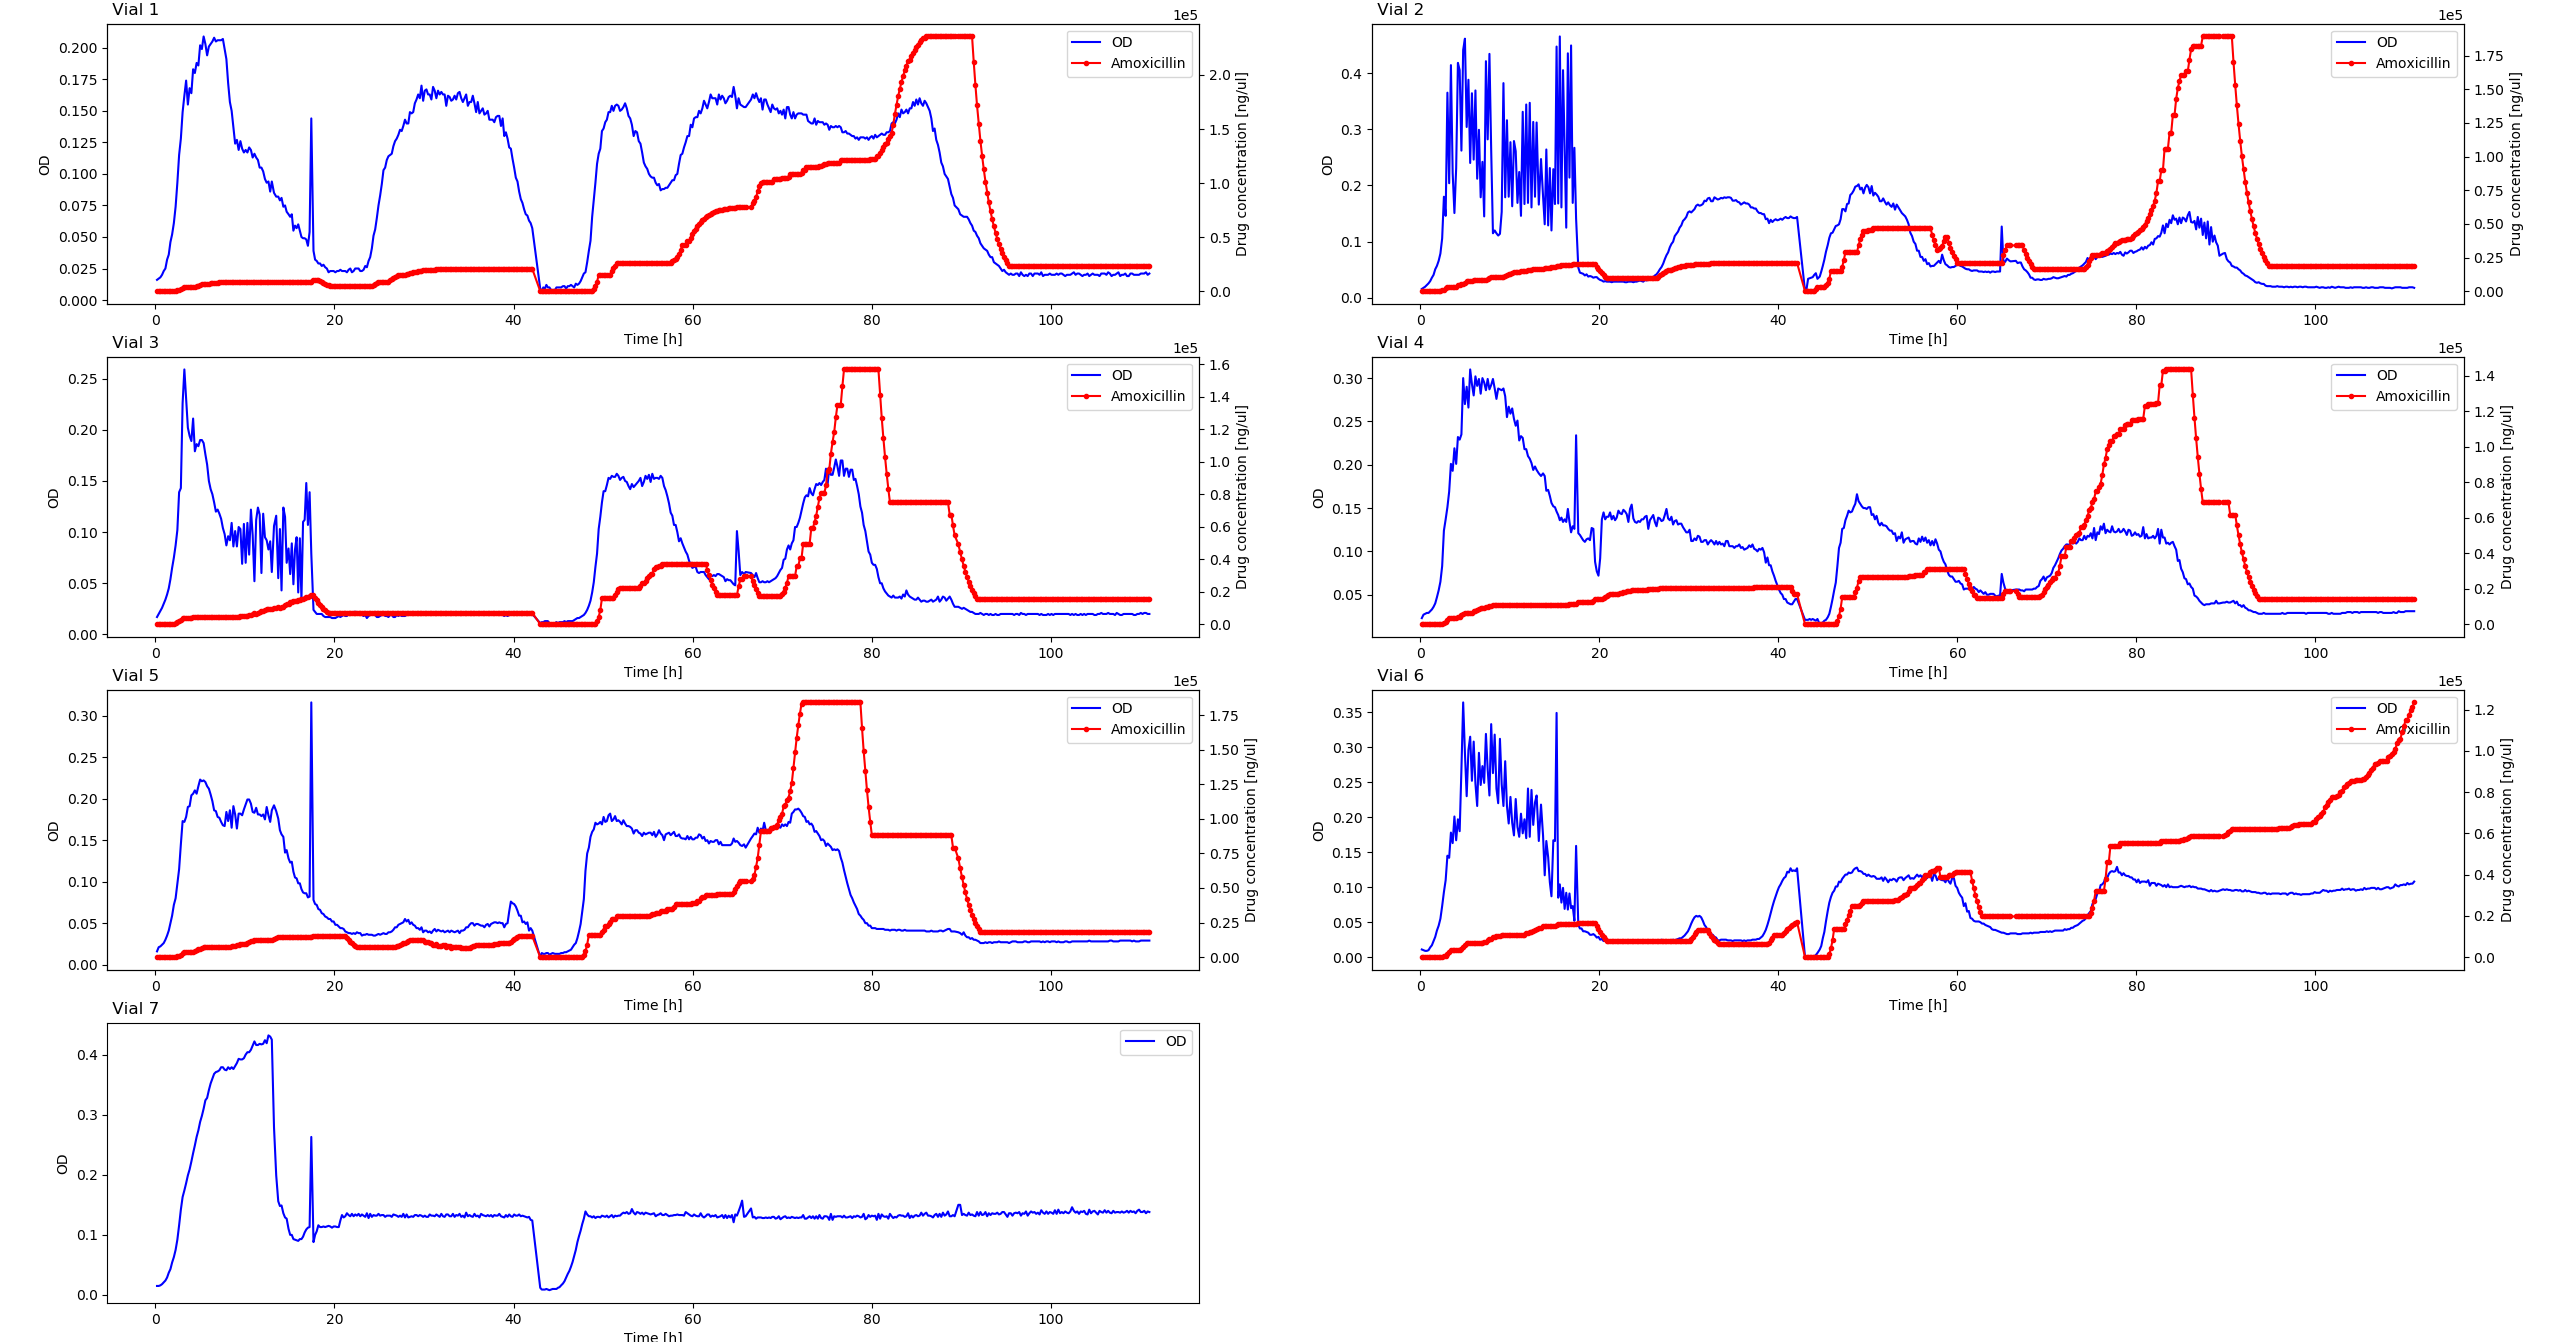 Vial 1
1e5
OD
Amoxicillin
0.200
0.175
0.150
0.125
0.100
0.075
0.050
0.025
0.000
OD
2.0
1.5
1.0
0.5
0.0
Drug concentration [ng/ul]
0 20 40 60 80 100
Time [h]
Vial 2
1e5
OD
Amoxicillin
0.4
0.3
0.2
0.1
0.0
OD
1.75
1.50
1.25
1.00
0.75
0.50
0.25
0.00
Drug concentration [ng/ul]
0 20 40 60 80 100
Time [h]
Vial 3
1e5
OD
Amoxicillin
0.25
0.20
0.15
0.10
0.05
0.00
OD
1.6
1.4
1.2
1.0
0.8
0.6
0.4
0.2
0.0
Drug concentration [ng/ul]
0 20 40 60 80 100
Time [h]
Vial 4
1e5
OD
Amoxicillin
0.30
0.25
0.20
0.15
0.10
0.05
OD
1.4
1.2
1.0
0.8
0.6
0.4
0.2
0.0
Drug concentration [ng/ul]
0 20 40 60 80 100
Time [h]
Vial 5
1e5
OD
Amoxicillin
0.30
0.25
0.20
0.15
0.10
0.05
0.00
OD
1.75
1.50
1.25
1.00
0.75
0.50
0.25
0.00
Drug concentration [ng/ul]
0 20 40 60 80 100
Time [h]
Vial 6
1e5
OD
Amoxicillin
0.35
0.30
0.25
0.20
0.15
0.10
0.05
0.00
OD
1.2
1.0
0.8
0.6
0.4
0.2
0.0
Drug concentration [ng/ul]
0 20 40 60 80 100
Time [h]
Vial 7
OD
0.4
0.3
0.2
0.1
0.0
OD
0 20 40 60 80 100
Time [h]